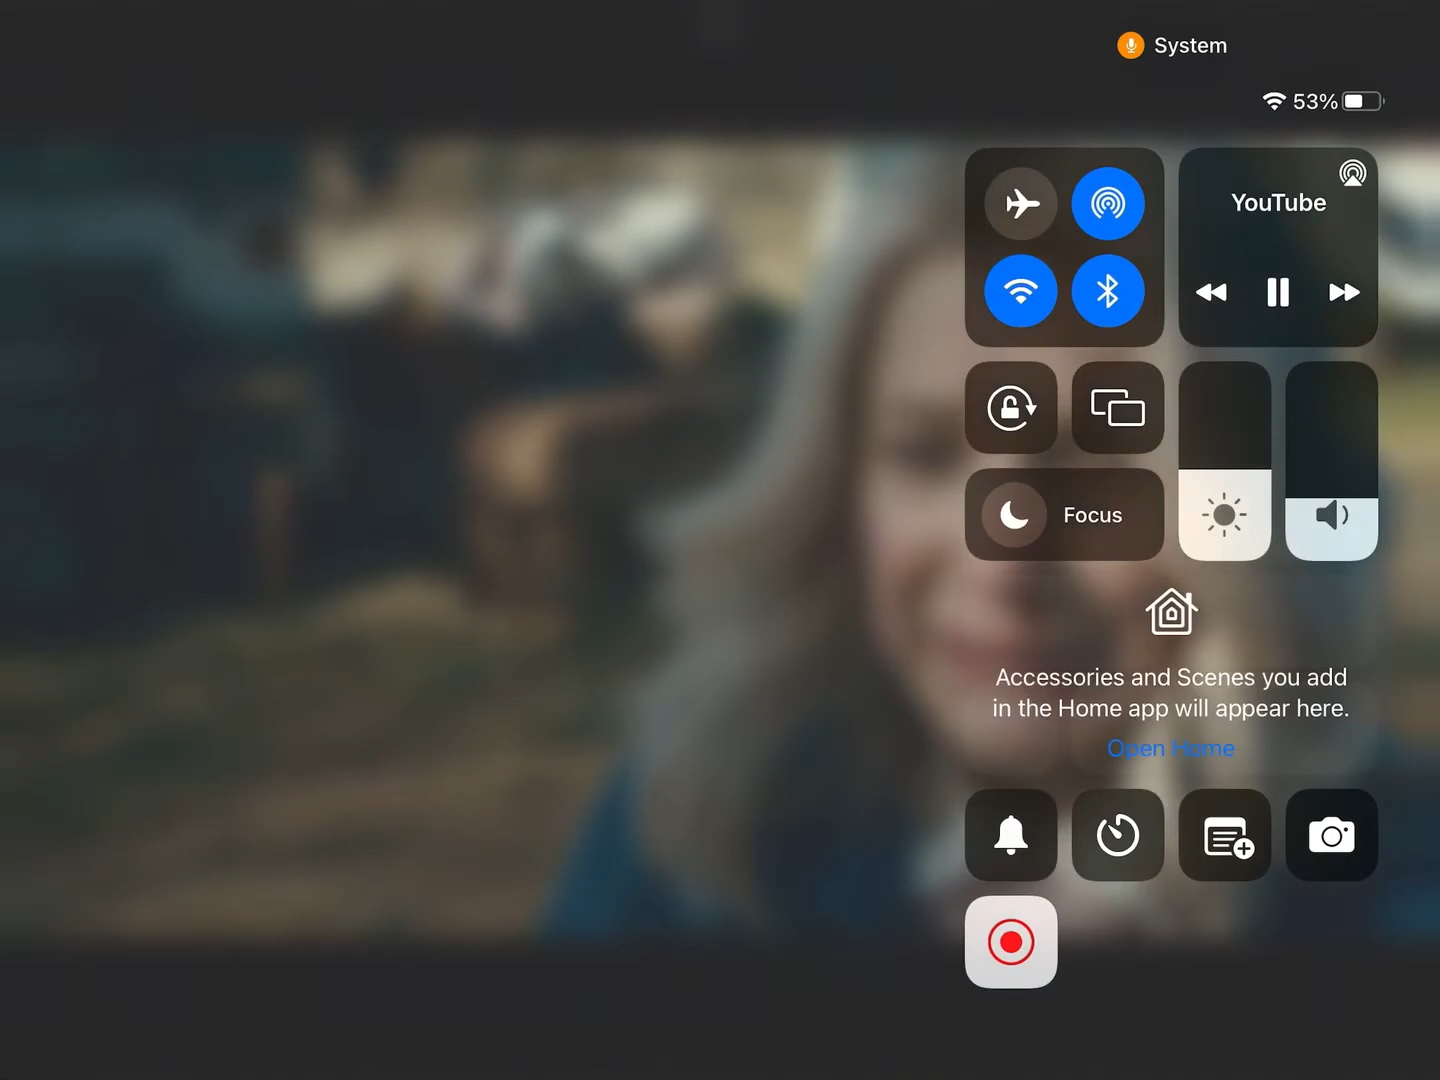 System
53%
YouTube
Focus
Accessories and Scenes you add
in the Home app will appear here.
Open Home